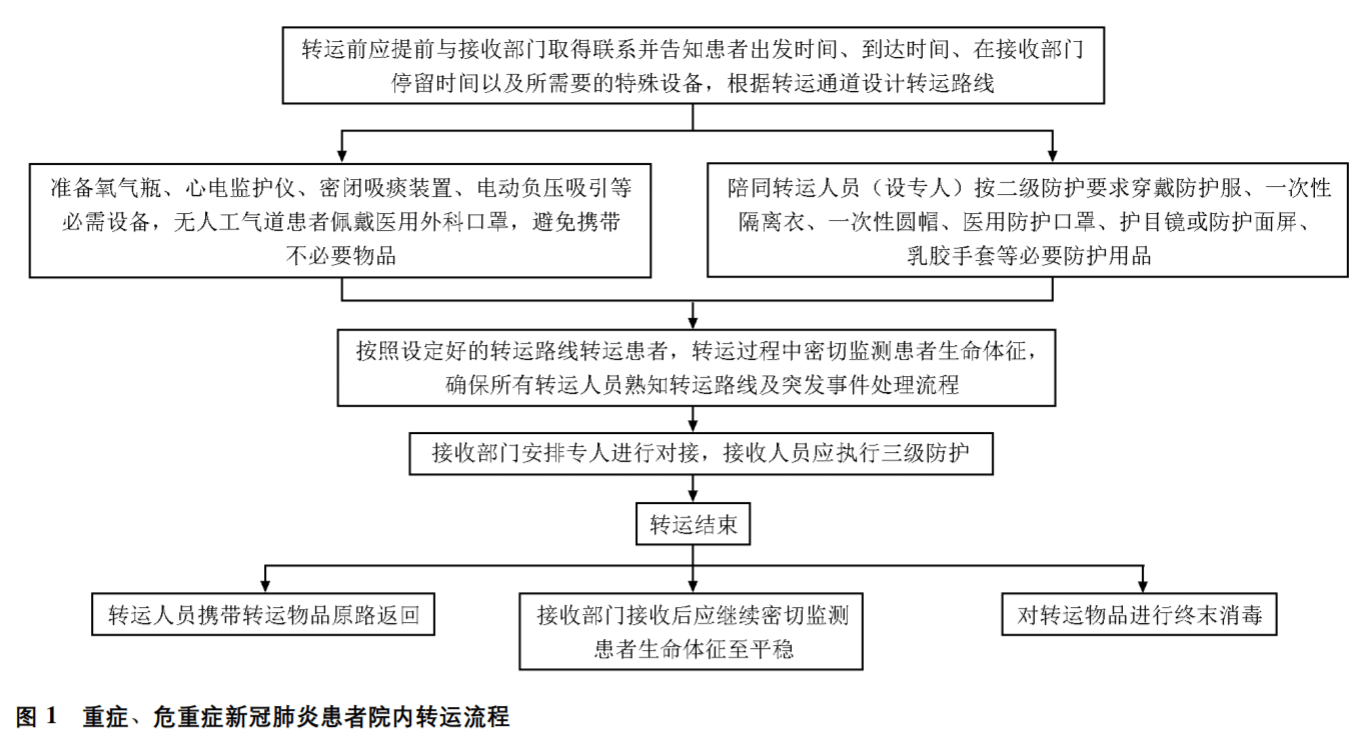 转运前应提前与接收部门取得联系并告知患者出发时间、到达时间、在接收部门
停留时间以及所需要的特殊设备，根据转运通道设计转运路线
准备氧气瓶、心电监护仪、密闭吸痰装置、电动负压吸引等
必需设备，无人工气道患者佩戴医用外科口罩，避免携带
不必要物品
陪同转运人员（设专人）按二级防护要求穿戴防护服、一次性
隔离衣、一次性圆帽、医用防护口罩、护目镜或防护面屏、
乳胶手套等必要防护用品
按照设定好的转运路线转运患者，转运过程中密切监测患者生命体征，
确保所有转运人员熟知转运路线及突发事件处理流程
接收部门安排专人进行对接，接收人员应执行三级防护
转运结束
转运人员携带转运物品原路返回
接收部门接收后应继续密切监测
患者生命体征至平稳
对转运物品进行终末消毒
图 1 重症、危重症新冠肺炎患者院内转运流程